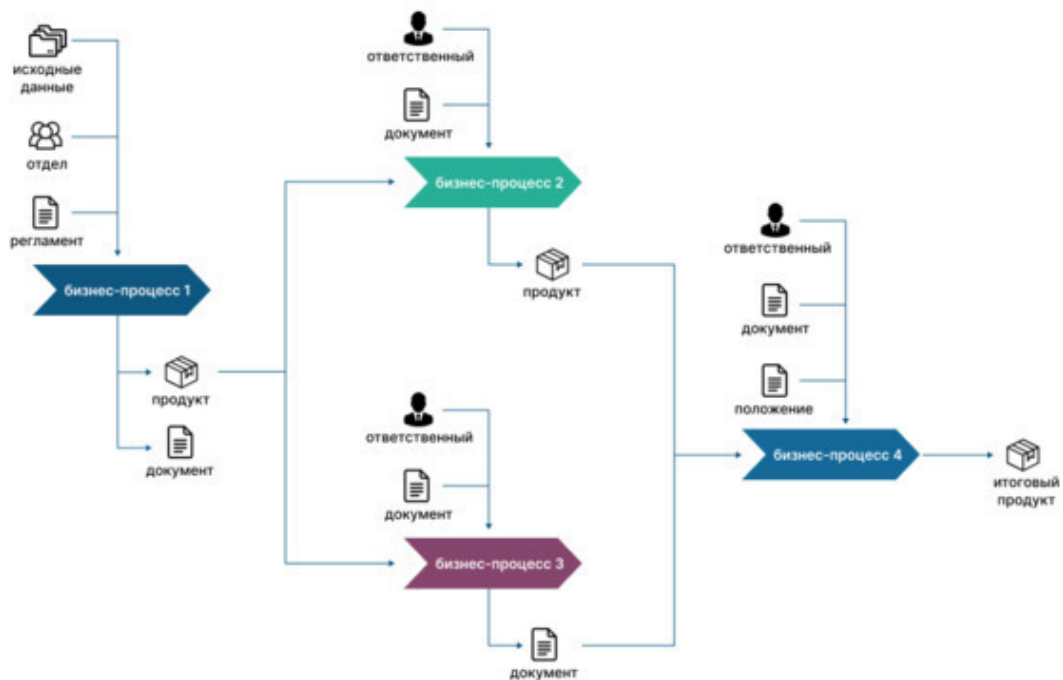 исходные
данные
отдел
регламент
бизнес-процесс 1
продукт
документ
ответственный
документ
бизнес-процесс 2
продукт
ответственный
документ
бизнес-процесс 3
документ
ответственный
документ
положение
бизнес-процесс 4
итоговый
продукт